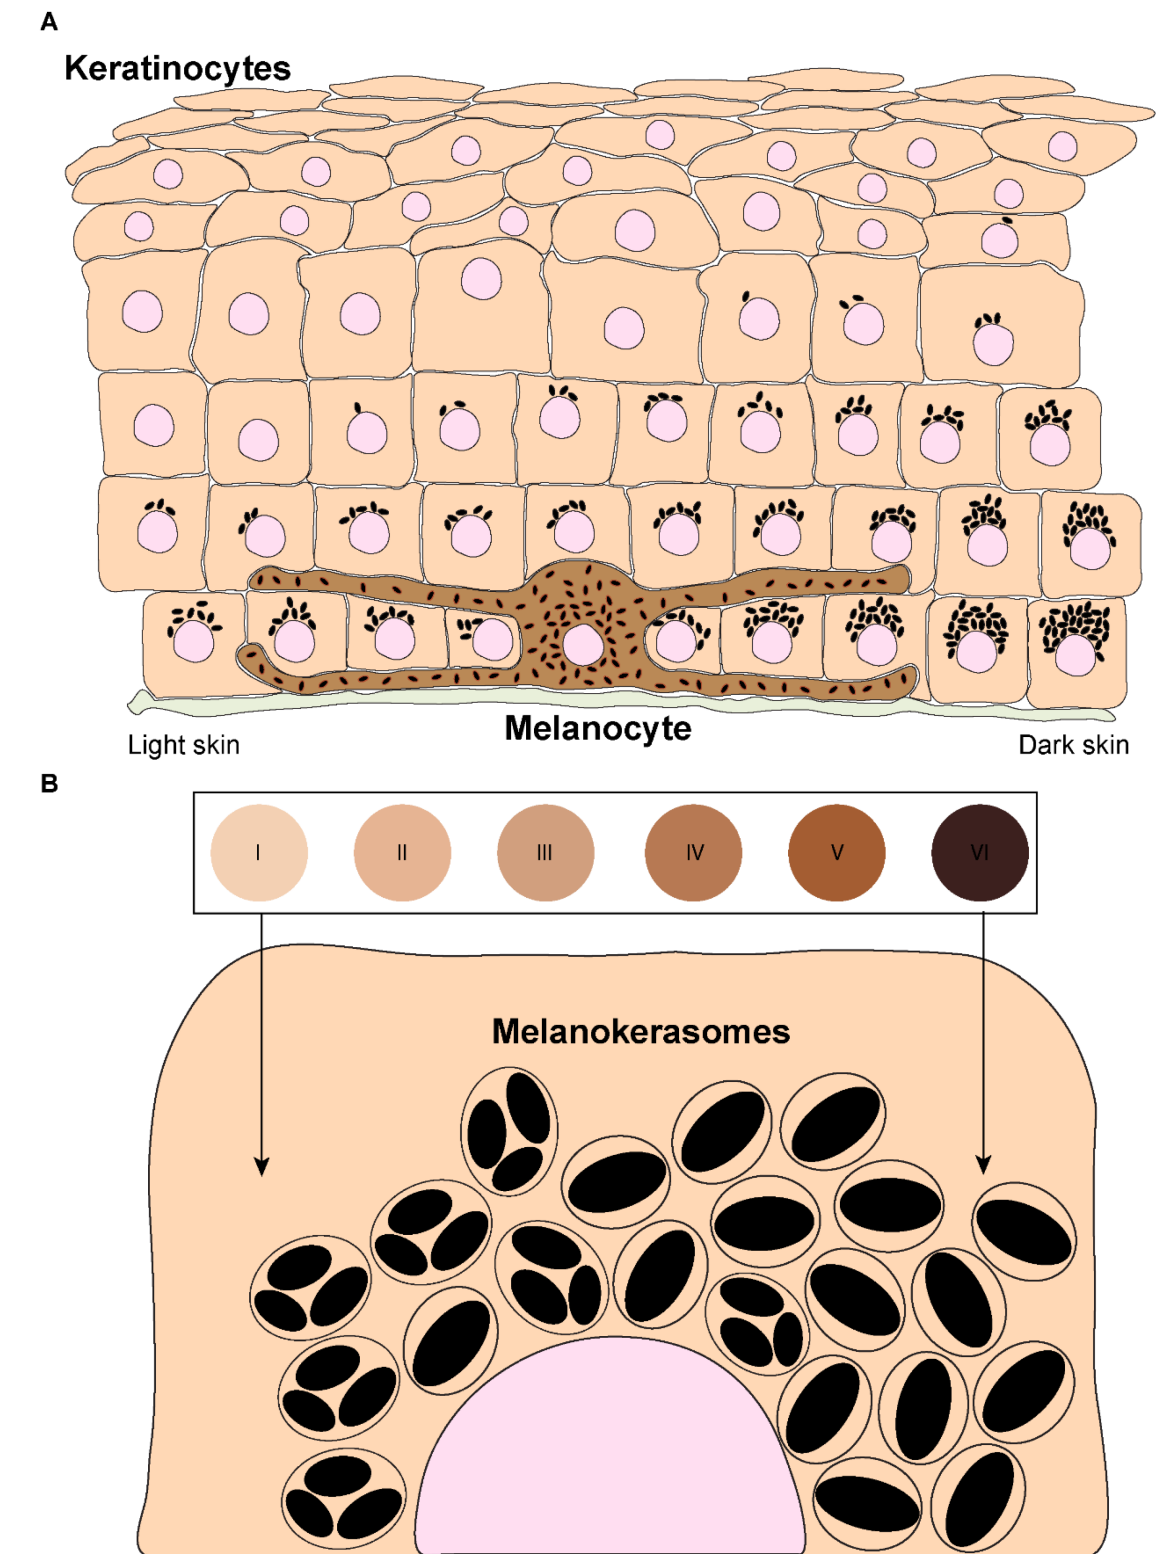 A
Keratinocytes
Melanocyte
Light skin
Dark skin
B
I II III IV V VI
Melanokerasomes